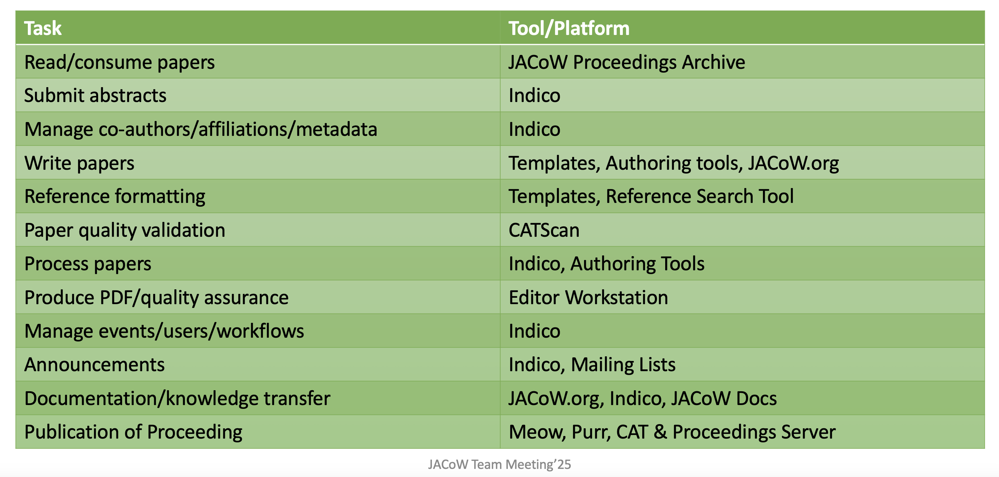 Task Tool/Platform
Read/consume papers JACoW Proceedings Archive
Submit abstracts Indico
Manage co-authors/affiliations/metadata Indico
Write papers Templates, Authoring tools, JACoW.org
Reference formatting Templates, Reference Search Tool
Paper quality validation CATScan
Process papers Indico, Authoring Tools
Produce PDF/quality assurance Editor Workstation
Manage events/users/workflows Indico
Announcements Indico, Mailing Lists
Documentation/knowledge transfer JACoW.org, Indico, JACoW Docs
Publication of Proceeding Meow, Purr, CAT & Proceedings Server
JACoW Team Meeting’25